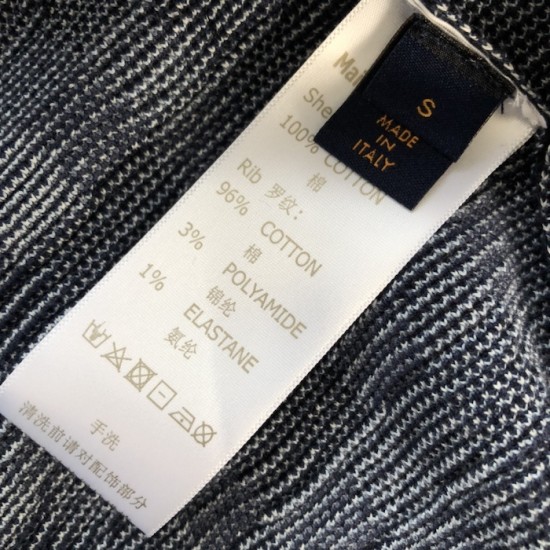 S
MADE
IN
ITALY
100% COTTON
棉
Rib 罗纹:
96% COTTON
棉
3% POLYAMIDE
锦纶
1% ELASTANE
氨纶
手洗
清洗前请对配饰部分